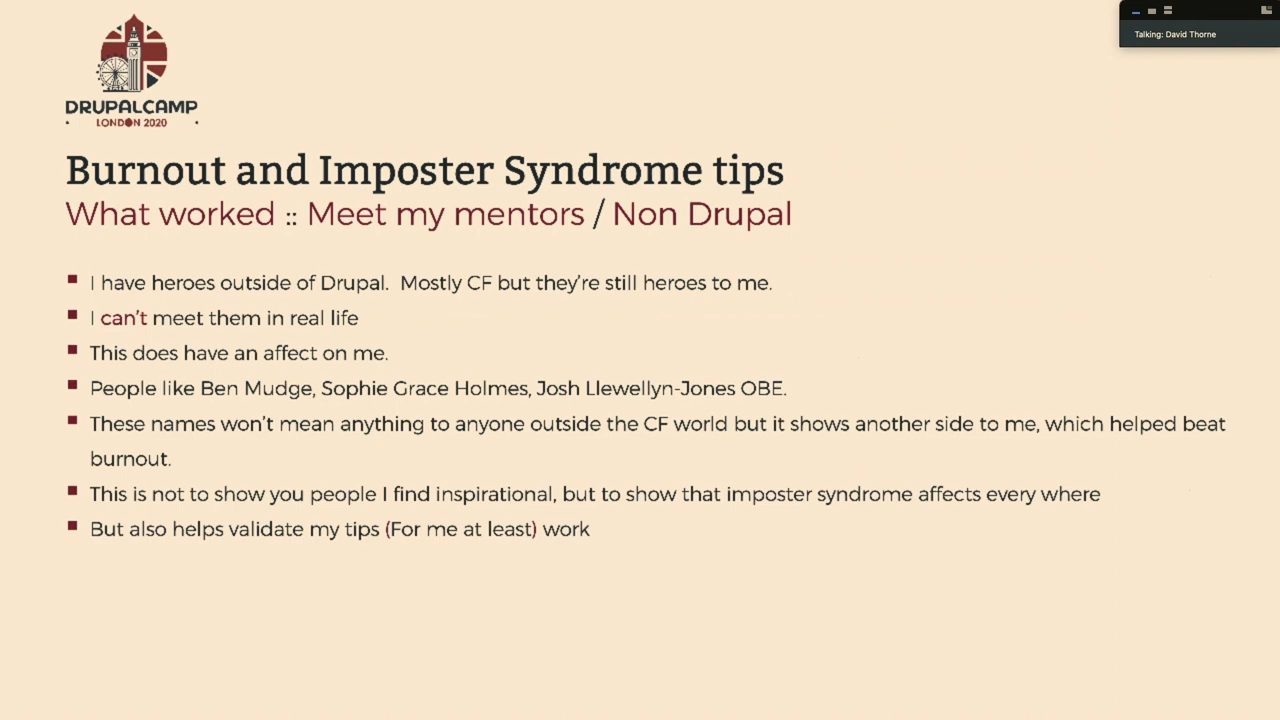 Talking: David Thorne
DRUPALCAMP
LONDON 2020
Burnout and Imposter Syndrome tips
What worked :: Meet my mentors / Non Drupal
I have heroes outside of Drupal.  Mostly CF but they're still heroes to me.
I can't meet them in real life
This does have an affect on me.
People like Ben Mudge, Sophie Grace Holmes, Josh Llewellyn-Jones OBE.
These names won't mean anything to anyone outside the CF world but it shows another side to me, which helped beat
burnout.
This is not to show you people I find inspirational, but to show that imposter syndrome affects every where
But also helps validate my tips (For me at least) work